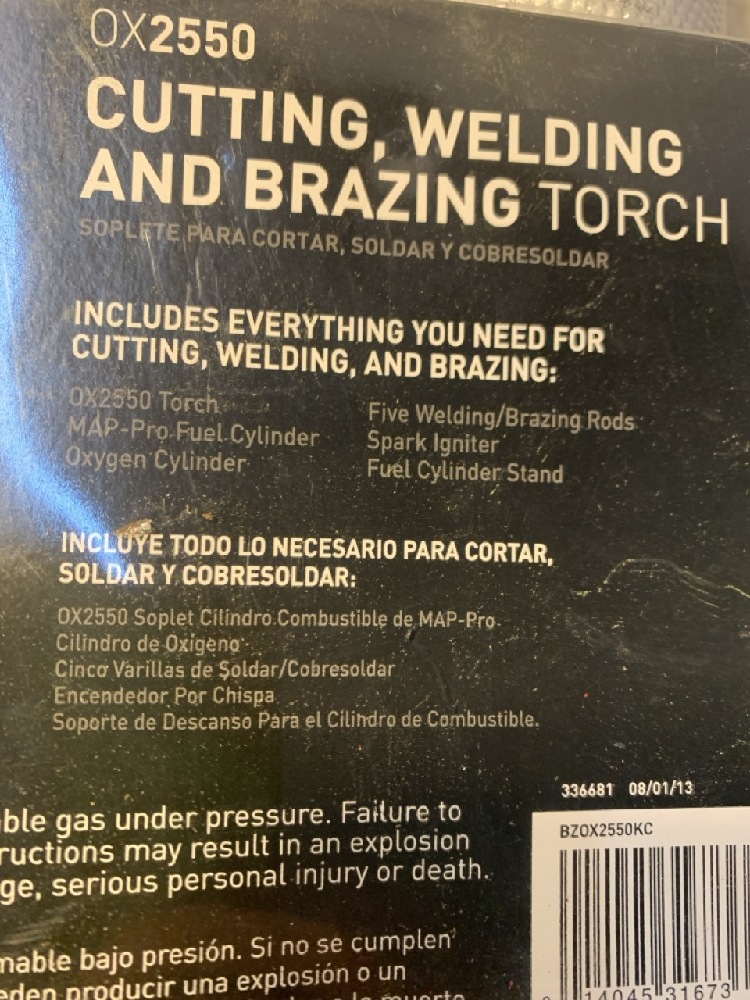 OX2550
CUTTING, WELDING
AND BRAZING TORCH
SOPLETE PARA CORTAR, SOLDAR Y COBRESOLDAR
INCLUDES EVERYTHING YOU NEED FOR
CUTTING, WELDING, AND BRAZING:
OX2550 Torch
MAP-Pro Fuel Cylinder
Oxygen Cylinder
Five Welding/Brazing Rods
Spark Igniter
Fuel Cylinder Stand
INCLUYE TODO LO NECESARIO PARA CORTAR,
SOLDAR Y COBRESOLDAR:
OX2550 Soplet Cilindro Combustible de MAP-Pro
Cilindro de Oxígeno
Cinco Varillas de Soldar/Cobresoldar
Encendedor Por Chispa
Soporte de Descanso Para el Cilindro de Combustible.
336681 08/01/13
BZOX2550KC
ble gas under pressure. Failure to
ructions may result in an explosion
ge, serious personal injury or death.
mable bajo presión. Si no se cumplen
eden producir una explosión o un
14045 31673